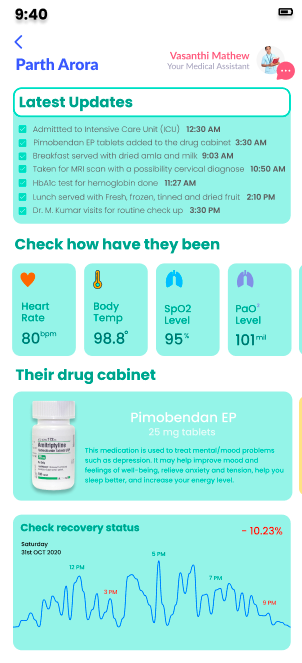 9:40
Vasanthi Mathew
Parth Arora
Your Medical Assistant
Latest Updates
Admittted to Intensive Care Unit (ICU) 12:30 AM
Pimobendan EP tablets added to the drug cabinet 3:30 AM
Breakfast served with dried amla and milk 9:03 AM
Taken for MRI scan with a possibility cervical diagnose 10:50 AM
HbA1c test for hemoglobin done 11:27 AM
Lunch served with Fresh, frozen, tinned and dried fruit 2:10 PM
Dr. M. Kumar visits for routine check up 3:30 PM
Check how have they been
Heart Rate
80 bpm
Body Temp
98.8°
SpO2 Level
95%
PaO² Level
101 mil
Their drug cabinet
Amitriptyline
Pimobendan EP
25 mg tablets
This medication is used to treat mental/mood problems
such as depression. It may help improve mood and
feelings of well-being, relieve anxiety and tension, help you
sleep better, and increase your energy level.
Check recovery status
- 10.23%
Saturday
31st OCT 2020
5 PM
12 PM
7 PM
3 PM
9 PM